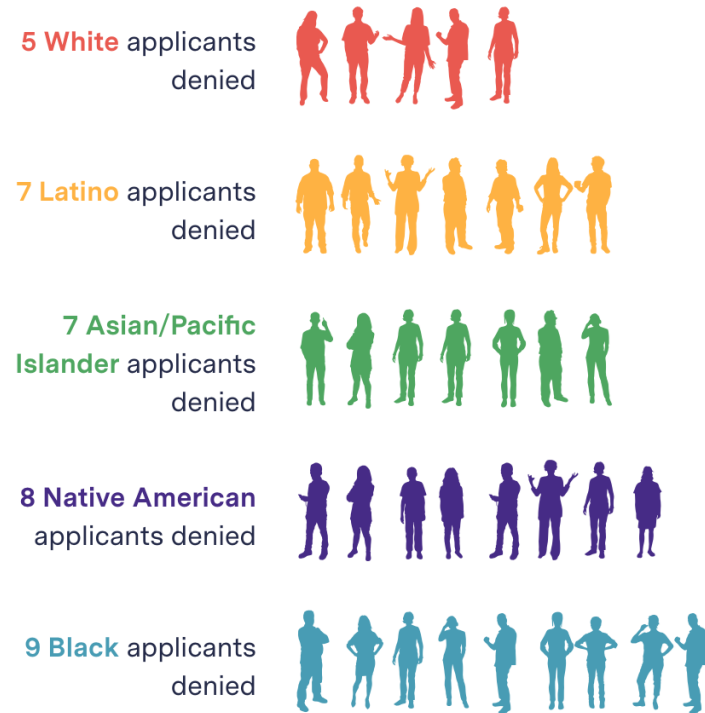 5 White applicants
denied
7 Latino applicants
denied
7 Asian/Pacific
Islander applicants
denied
8 Native American
applicants denied
9 Black applicants
denied